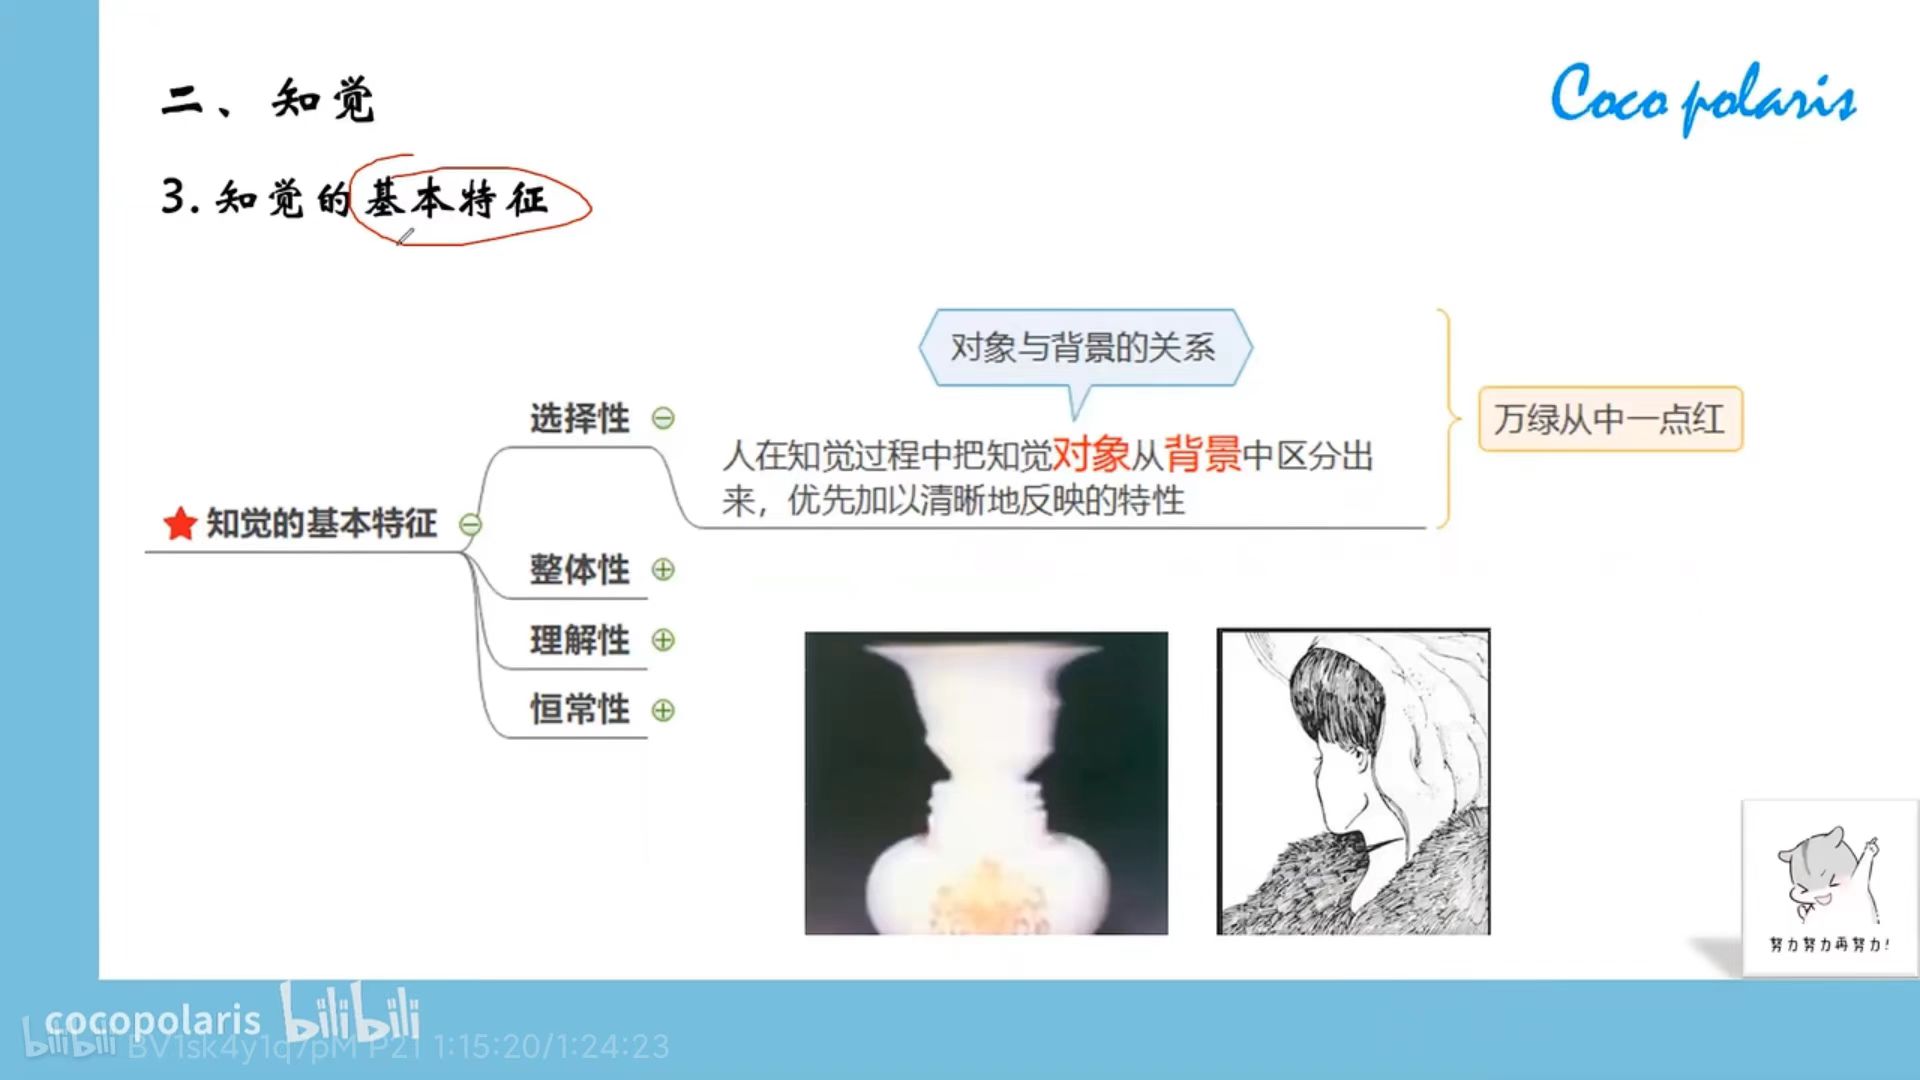 二、知觉
Coco polaris
3.知觉的基本特征
对象与背景的关系
选择性
人在知觉过程中把知觉对象从背景中区分出
来，优先加以清晰地反映的特性
万绿从中一点红
知觉的基本特征
整体性
理解性
恒常性
努力努力再努力!
cocopolaris bilibili
bilibili BV1sk4y1q7pM P21 1:15:20/1:24:23